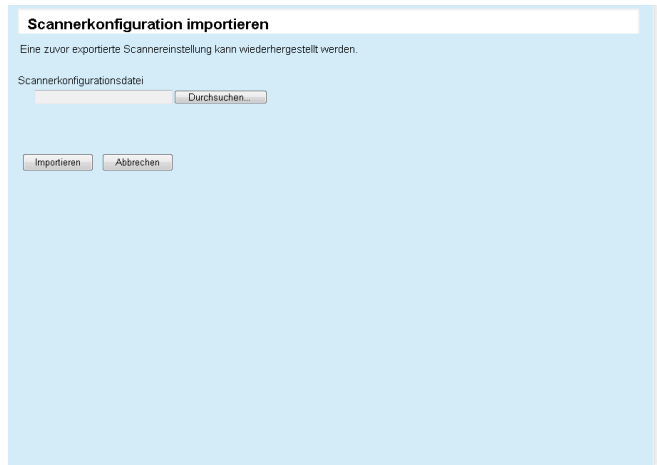 Scannerkonfiguration importieren
Eine zuvor exportierte Scannereinstellung kann wiederhergestellt werden.
Scannerkonfigurationsdatei
Durchsuchen...
Importieren Abbrechen